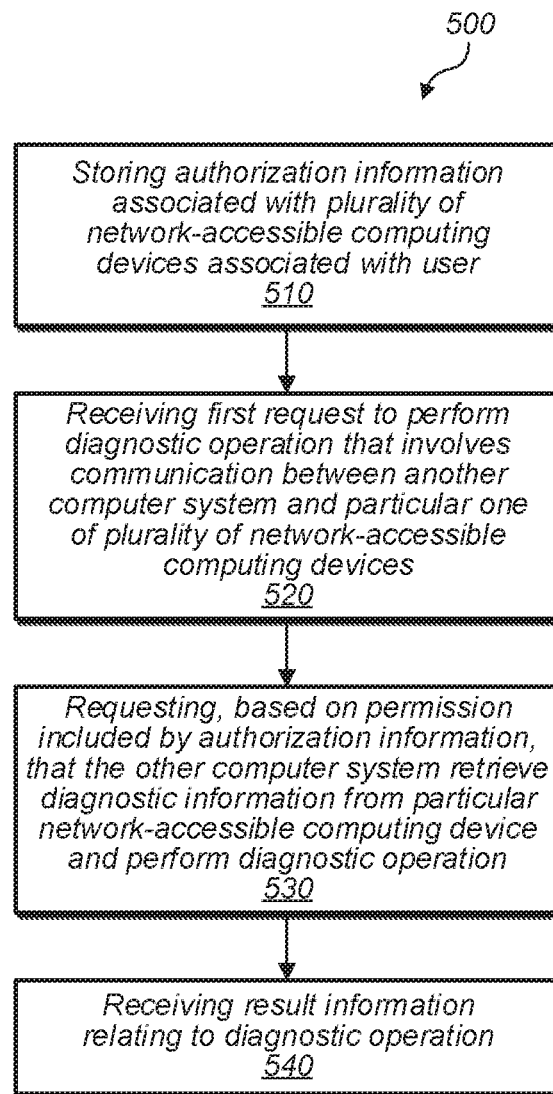 500
Storing authorization information
associated with plurality of
network-accessible computing
devices associated with user
510
Receiving first request to perform
diagnostic operation that involves
communication between another
computer system and particular one
of plurality of network-accessible
computing devices
520
Requesting, based on permission
included by authorization information,
that the other computer system retrieve
diagnostic information from particular
network-accessible computing device
and perform diagnostic operation
530
Receiving result information
relating to diagnostic operation
540